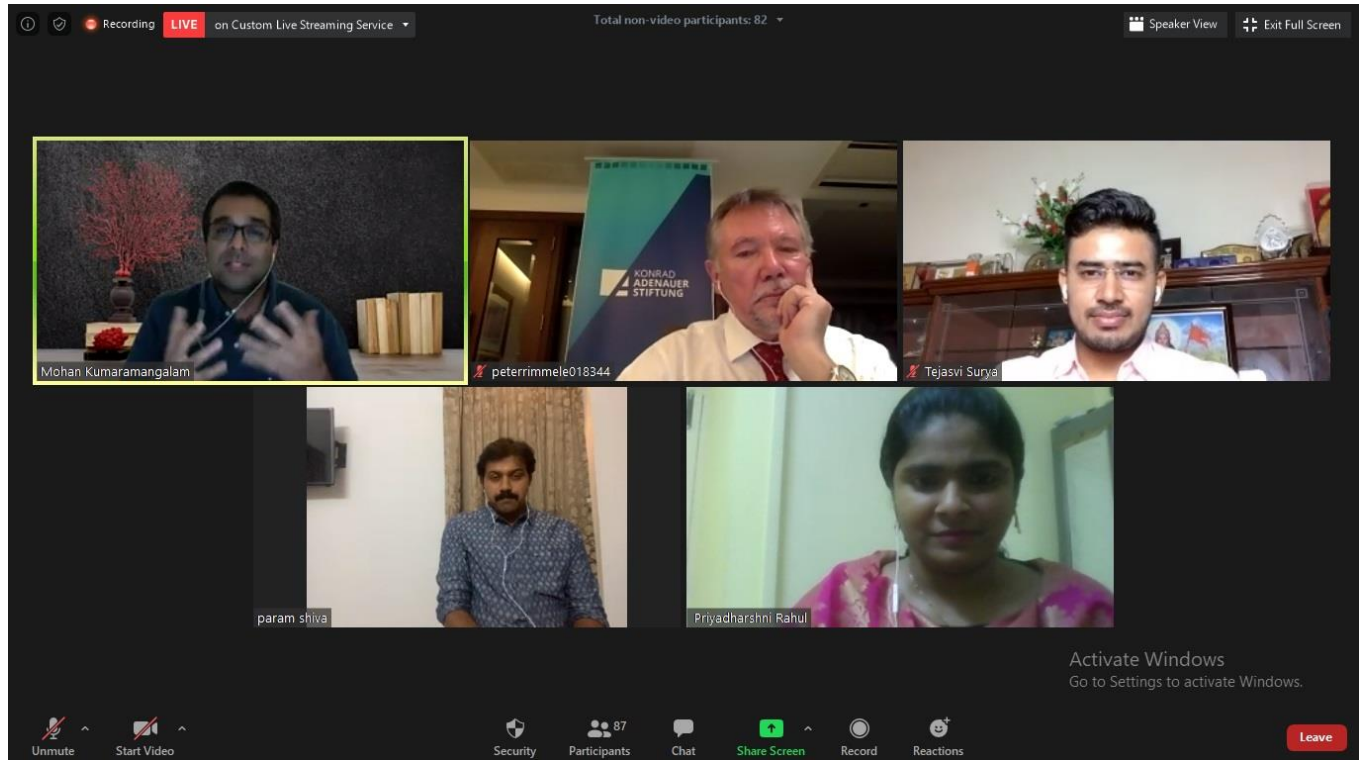 Recording
LIVE
on Custom Live Streaming Service
Total non-video participants: 82
Speaker View
Exit Full Screen
KONRAD
ADENAUER
STIFTUNG
Mohan Kumaramangalam
peterrimmele018344
Tejasvi Surya
param shiva
Priyadharshni Rahul
Activate Windows
Go to Settings to activate Windows.
Unmute
Start Video
Security
87
Participants
Chat
Share Screen
Record
Reactions
Leave